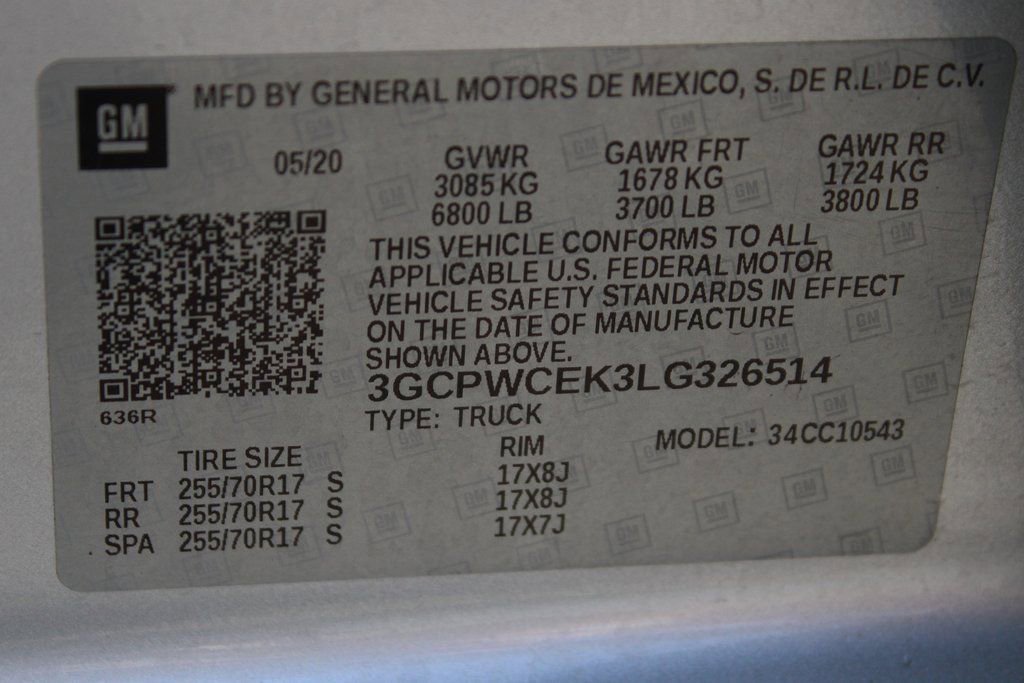 GM MFD BY GENERAL MOTORS DE MEXICO, S. DE R.L. DE C.V.
05/20 GVWR GAWR FRT GAWR RR
3085 KG 1678 KG 1724 KG
6800 LB 3700 LB 3800 LB
THIS VEHICLE CONFORMS TO ALL
APPLICABLE U.S. FEDERAL MOTOR
VEHICLE SAFETY STANDARDS IN EFFECT
ON THE DATE OF MANUFACTURE
SHOWN ABOVE.
3GCPWCEK3LG326514
636R
TYPE: TRUCK
MODEL: 34CC10543
TIRE SIZE RIM
FRT 255/70R17 S 17X8J
RR 255/70R17 S 17X8J
SPA 255/70R17 S 17X7J